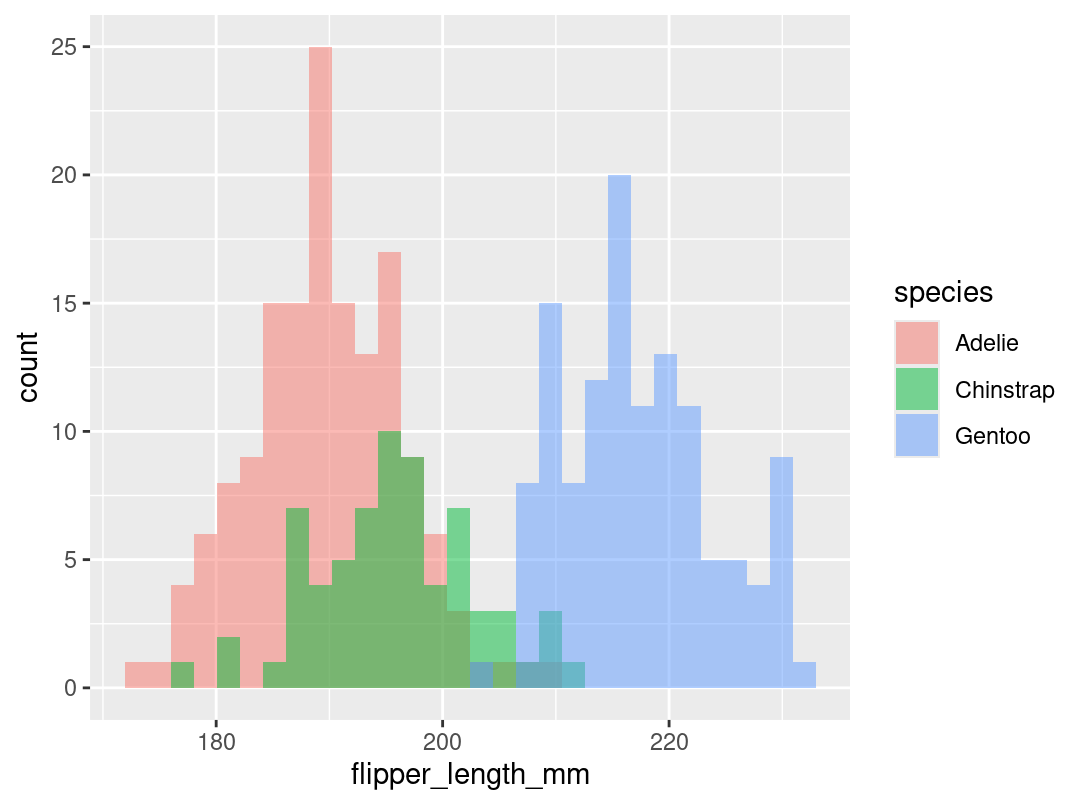 25
20
15
10
5
0
count
180 200 220
flipper_length_mm
species
Adelie
Chinstrap
Gentoo